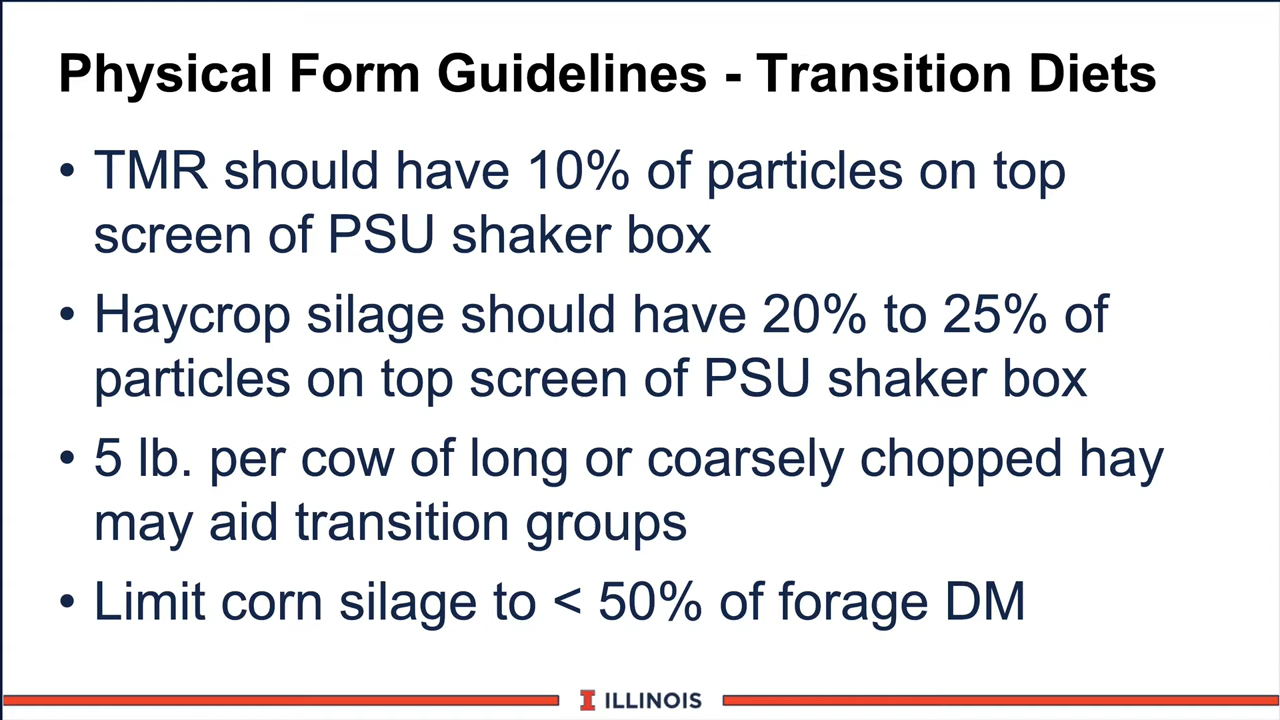 Physical Form Guidelines - Transition Diets
• TMR should have 10% of particles on top
screen of PSU shaker box
• Haycrop silage should have 20% to 25% of
particles on top screen of PSU shaker box
• 5 lb. per cow of long or coarsely chopped hay
may aid transition groups
• Limit corn silage to < 50% of forage DM
I ILLINOIS